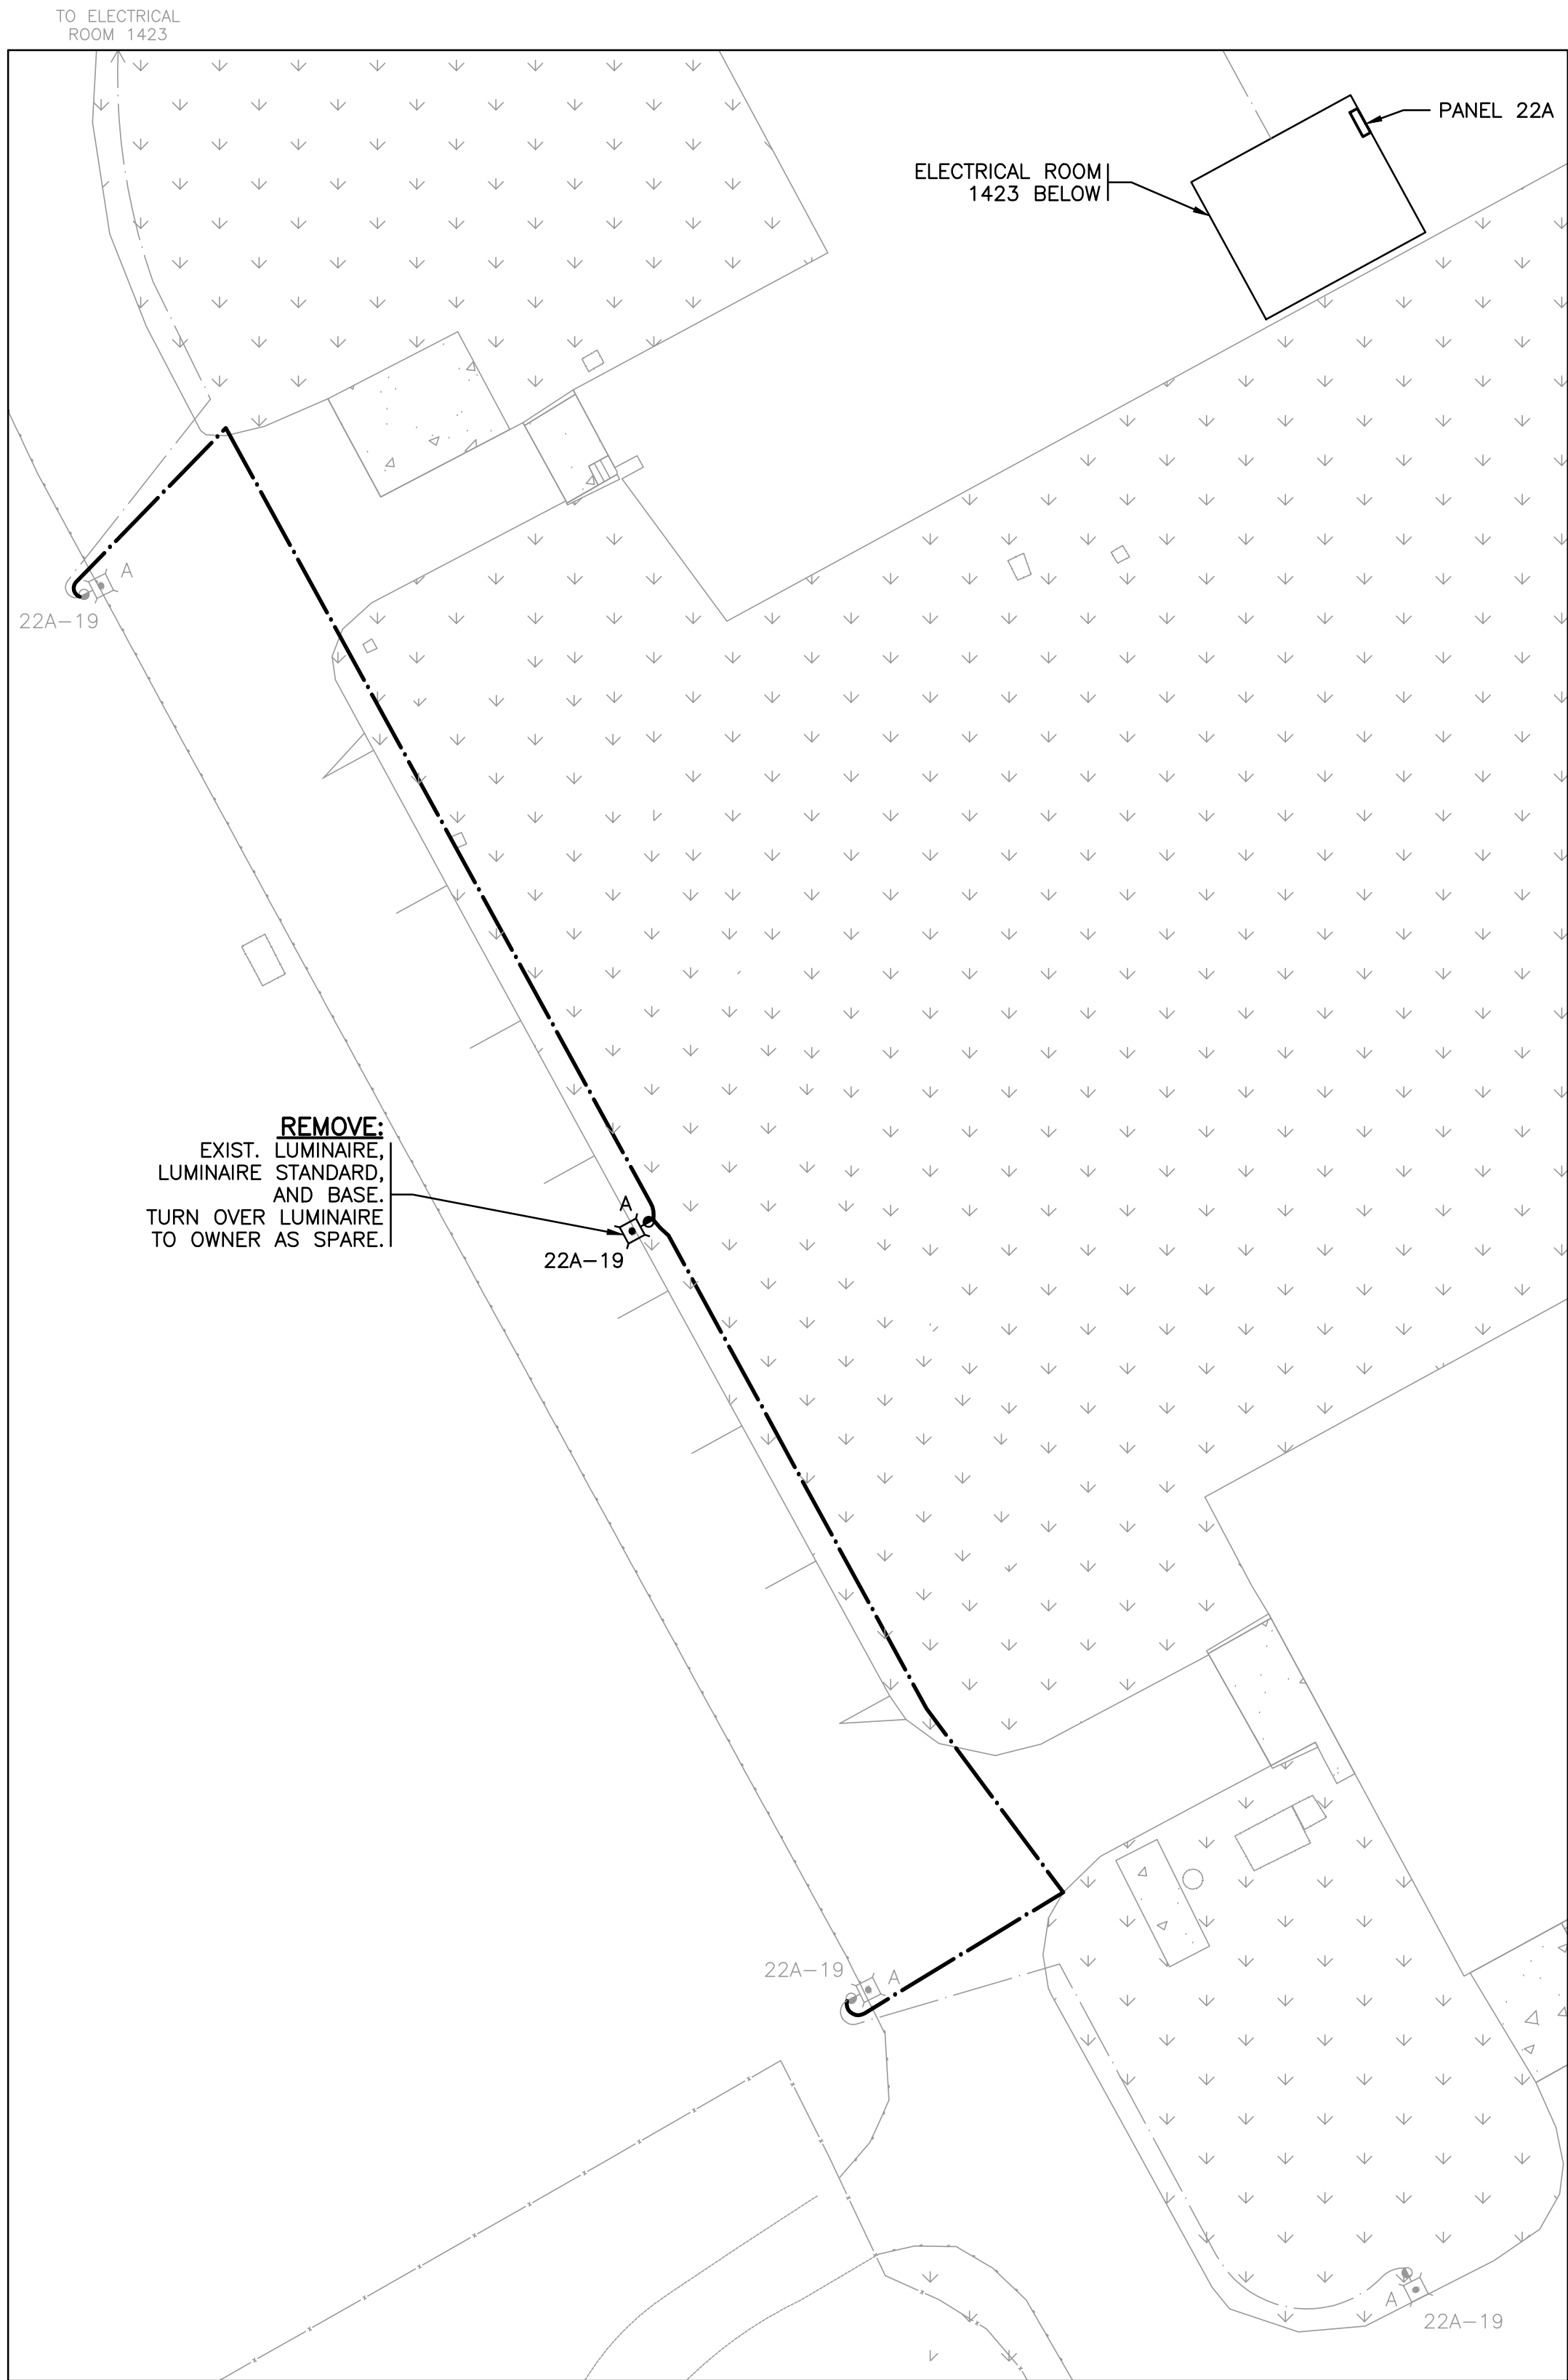 TO ELECTRICAL
ROOM 1423
PANEL 22A
ELECTRICAL ROOM
1423 BELOW
A
22A-19
REMOVE:
EXIST. LUMINAIRE,
LUMINAIRE STANDARD,
AND BASE.
TURN OVER LUMINAIRE
TO OWNER AS SPARE.
A
22A-19
22A-19
A
A
22A-19